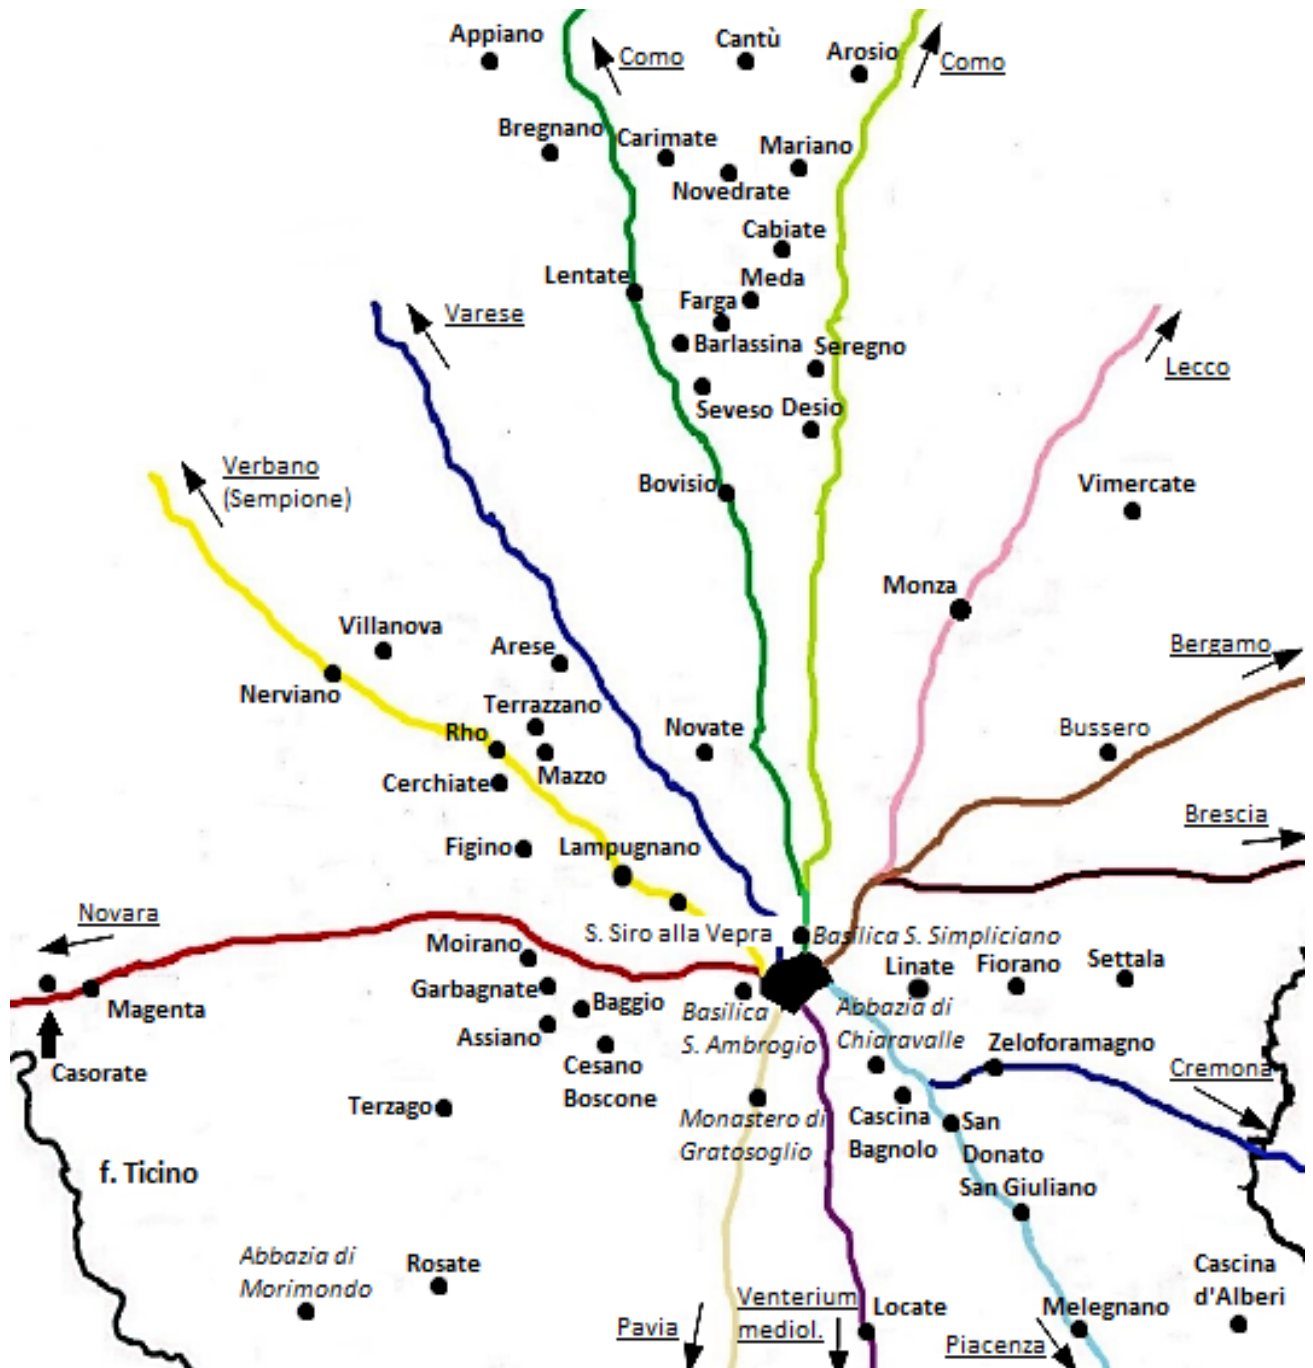 Appiano
Como
Cantù
Arosio
Como
Bregnano
Carimate
Mariano
Novedrate
Cabiate
Lentate
Meda
Farga
Varese
Barlassina
Seregno
Lecco
Seveso
Desio
Verbano
(Sempione)
Bovisio
Vimercate
Monza
Villanova
Arese
Bergamo
Nerviano
Terrazzano
Rho
Novate
Bussero
Cerchiate
Mazzo
Brescia
Figino
Lampugnano
Novara
S. Siro alla Vepra
Basilica S. Simpliciano
Moirano
Linate
Fiorano
Settala
Garbagnate
Magenta
Baggio
Basilica
S. Ambrogio
Abbazia di
Chiaravalle
Assiano
Zeloforamagno
Cesano
Boscone
Casorate
Cremona
Terzago
Monastero di
Gratosoglio
Cascina
Bagnolo
San
Donato
f. Ticino
San Giuliano
Abbazia di
Morimondo
Rosate
Cascina
d'Alberi
Venterium
mediol.
Locate
Melegnano
Pavia
Piacenza